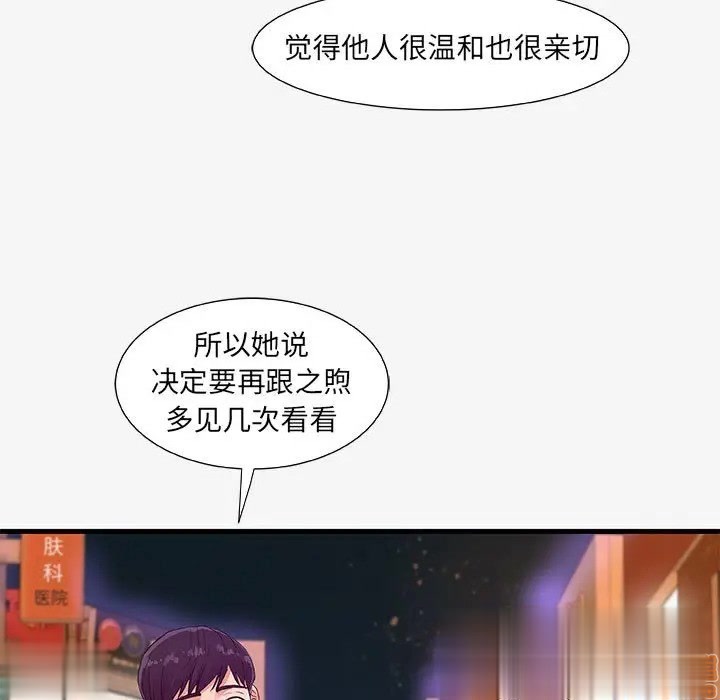 觉得他人很温和也很亲切
所以她说
决定要再跟之煦
多见几次看看
肤
科
医院